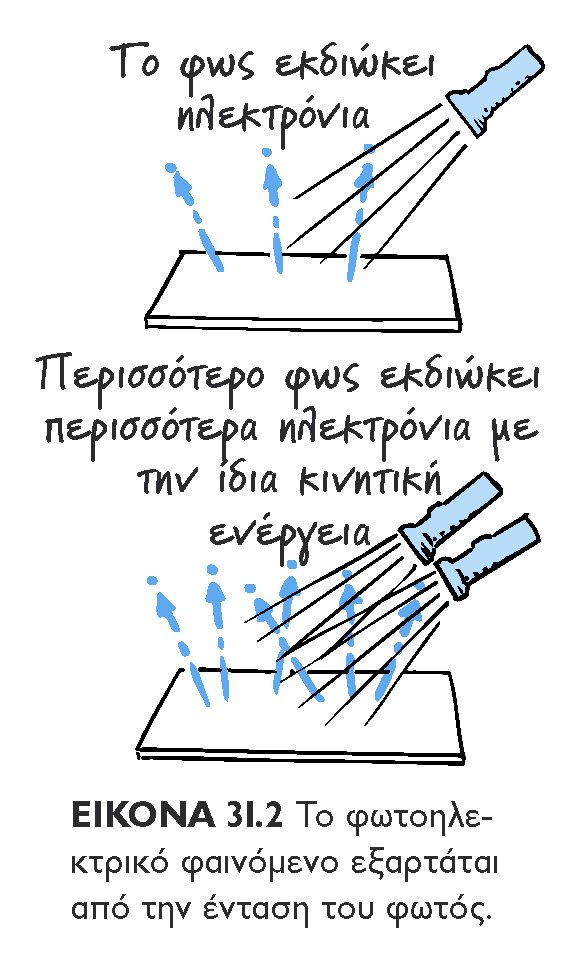 Το φως εκδιώκει
ηλεκτρόνια
Περισσότερο φως εκδιώκει
περισσότερα ηλεκτρόνια με
την ίδια κινητική
ενέργεια
ΕΙΚΟΝΑ 31.2 Το φωτοηλε-
κτρικό φαινόμενο εξαρτάται
από την ένταση του φωτός.